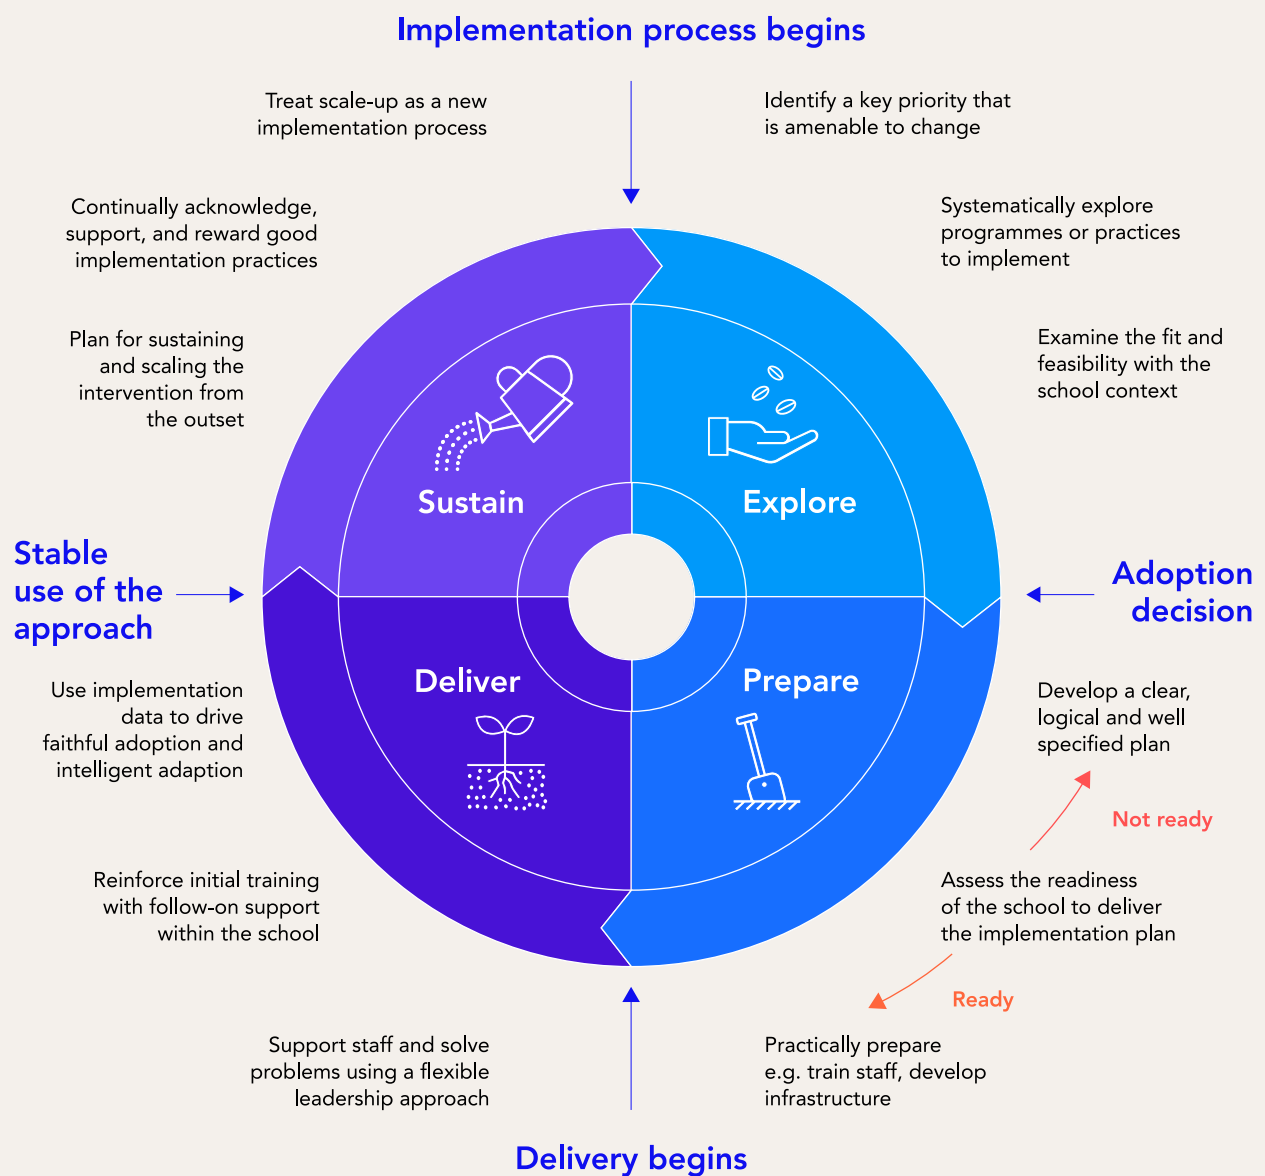 Implementation process begins
Identify a key priority that
is amenable to change
Systematically explore
programmes or practices
to implement
Examine the fit and
feasibility with the
school context
Explore
Adoption
decision
Prepare
Develop a clear,
logical and well
specified plan
Not ready
Assess the readiness
of the school to deliver
the implementation plan
Ready
Practically prepare
e.g. train staff, develop
infrastructure
Delivery begins
Deliver
Support staff and solve
problems using a flexible
leadership approach
Reinforce initial training
with follow-on support
within the school
Use implementation
data to drive
faithful adoption and
intelligent adaption
Stable
use of the
approach
Sustain
Plan for sustaining
and scaling the
intervention from
the outset
Continually acknowledge,
support, and reward good
implementation practices
Treat scale-up as a new
implementation process